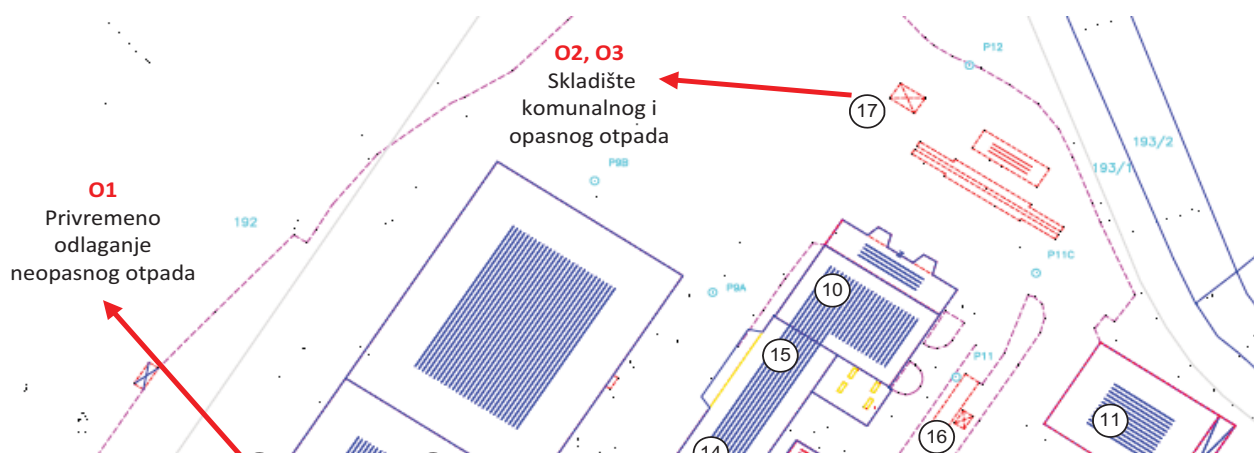 O2, O3
Skladište
komunalnog i
opasnog otpada
17
P12
193/2
193/1
P9B
O1
Privremeno
odlaganje
neopasnog otpada
192
P11C
P9A
10
15
P11
11
16
14